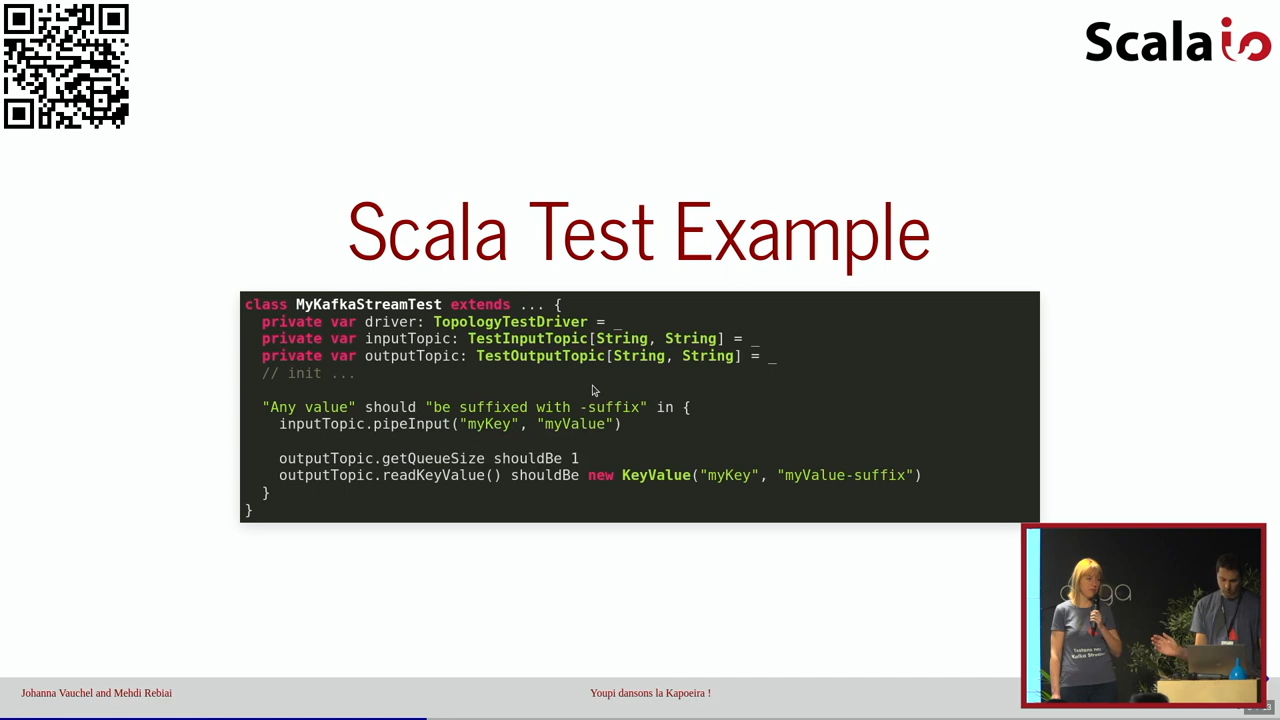 Scala io
Scala Test Example
class MyKafkaStreamTest extends ... {
  private var driver: TopologyTestDriver = _
  private var inputTopic: TestInputTopic[String, String] = _
  private var outputTopic: TestOutputTopic[String, String] = _
  // init ...
  "Any value" should "be suffixed with -suffix" in {
    inputTopic.pipeInput("myKey", "myValue")
    outputTopic.getQueueSize shouldBe 1
    outputTopic.readKeyValue() shouldBe new KeyValue("myKey", "myValue-suffix")
  }
}
Johanna Vauchel and Mehdi Rebiai
Youpi dansons la Kapoeira !